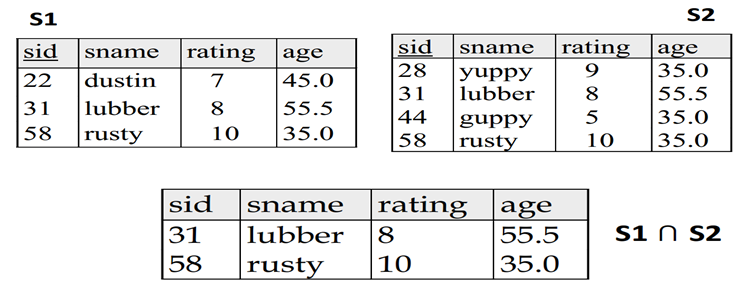 S1
sid sname rating age
22 dustin 7 45.0
31 lubber 8 55.5
58 rusty 10 35.0
S2
sid sname rating age
28 yuppy 9 35.0
31 lubber 8 55.5
44 guppy 5 35.0
58 rusty 10 35.0
sid sname rating age
31 lubber 8 55.5
58 rusty 10 35.0
S1 ∩ S2